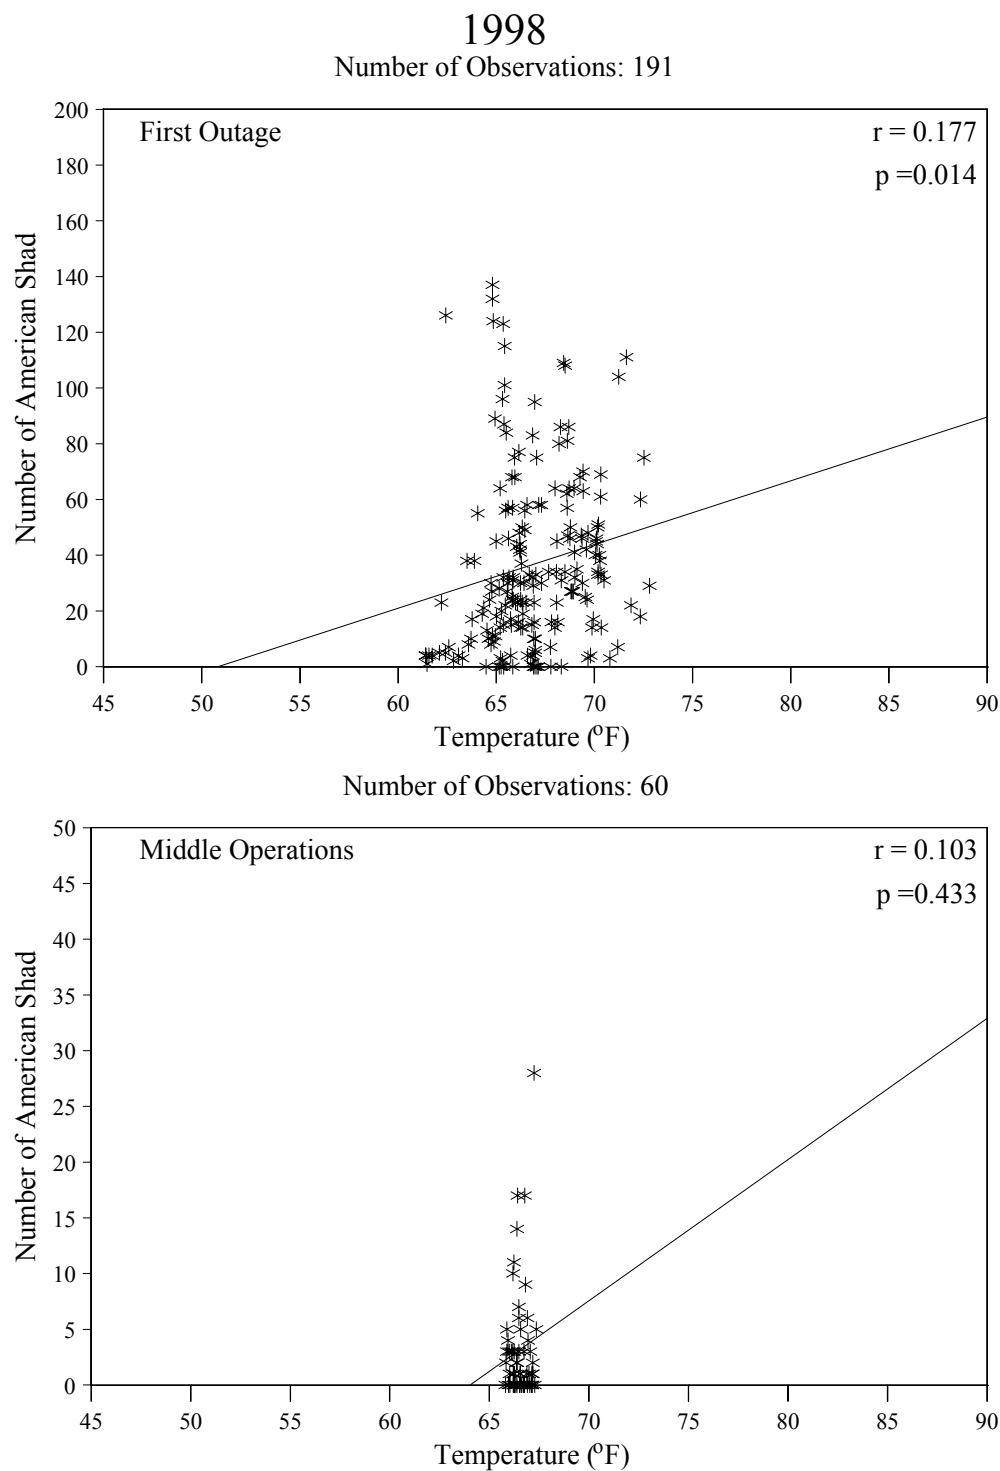 1998
Number of Observations: 191
First Outage
r = 0.177
p =0.014
200
180
160
140
120
100
80
60
40
20
0
Number of American Shad
45 50 55 60 65 70 75 80 85 90
Temperature (oF)
Number of Observations: 60
Middle Operations
r = 0.103
p =0.433
50
45
40
35
30
25
20
15
10
5
0
Number of American Shad
45 50 55 60 65 70 75 80 85 90
Temperature (oF)